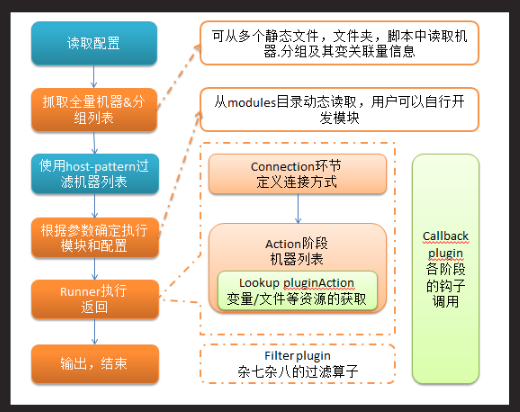 读取配置
可从多个静态文件，文件夹，脚本中读取机
器.分组及其变关联量信息
抓取全量机器&分
组列表
从modules目录动态读取，用户可以自行开
发模块
使用host-pattern过
滤机器列表
Connection环节
定义连接方式
根据参数确定执行
模块和配置
Action阶段
机器列表
Lookup pluginAction
变量/文件等资源的获取
Callback
plugin
各阶段
的钩子
调用
Runner执行
返回
输出，结束
Filter plugin
杂七杂八的过滤算子